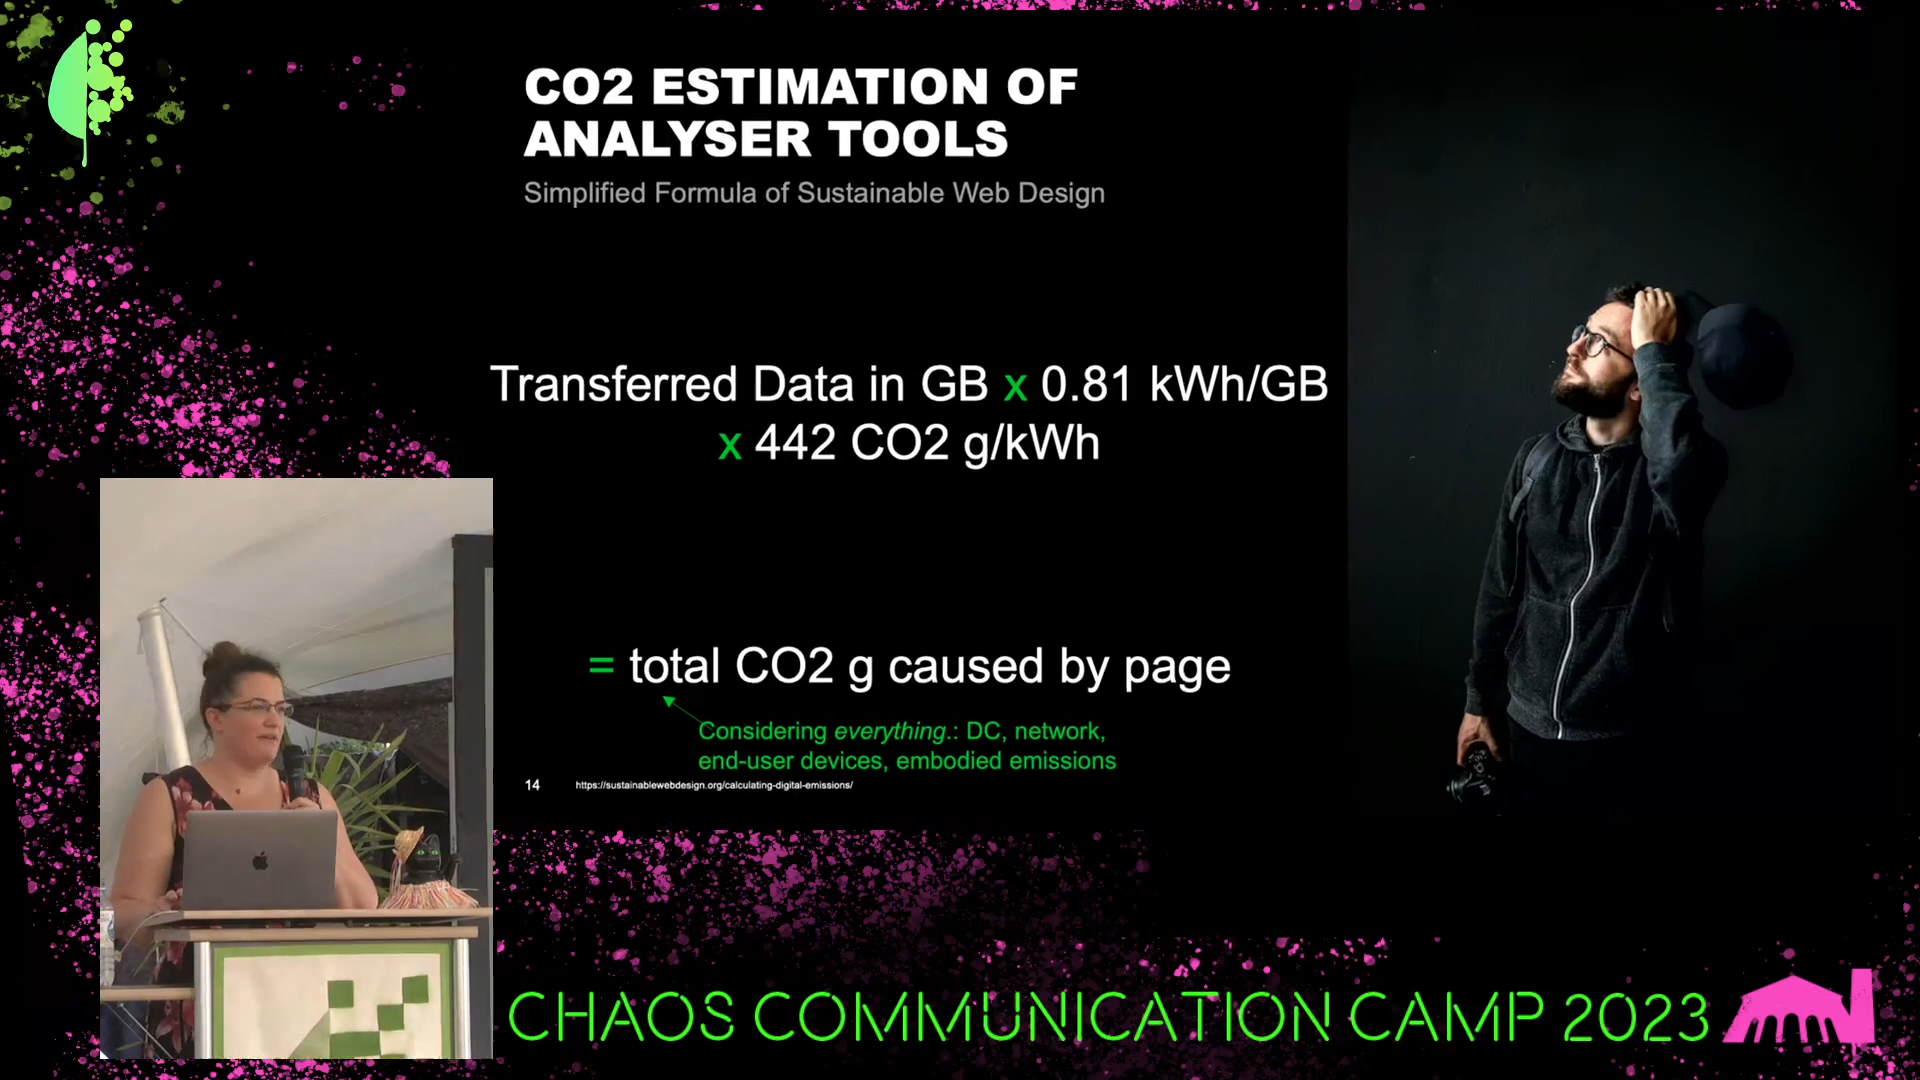 CO2 ESTIMATION OF
ANALYSER TOOLS
Simplified Formula of Sustainable Web Design
Transferred Data in GB x 0.81 kWh/GB
x 442 CO2 g/kWh
= total CO2 g caused by page
Considering everything.: DC, network,
end-user devices, embodied emissions
14
https://sustainablewebdesign.org/calculating-digital-emissions/
CHAOS COMMUNICATION CAMP 2023